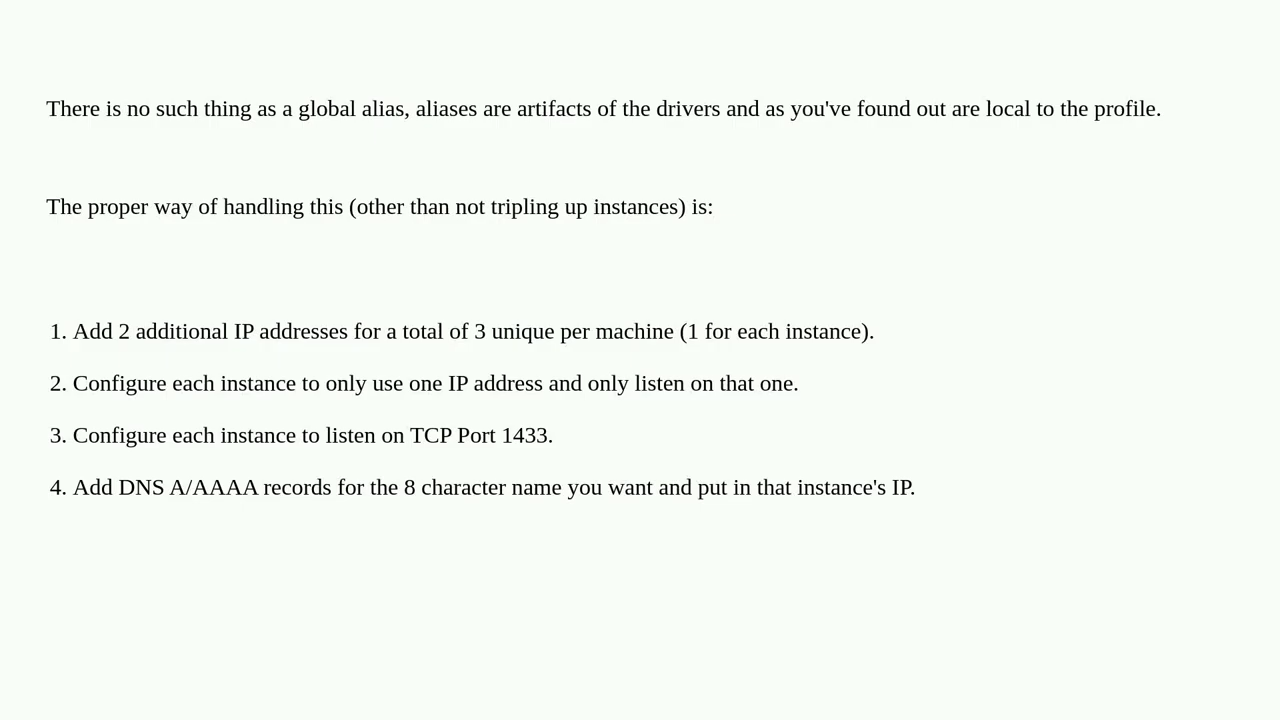 There is no such thing as a global alias, aliases are artifacts of the drivers and as you've found out are local to the profile.
The proper way of handling this (other than not tripling up instances) is:
1. Add 2 additional IP addresses for a total of 3 unique per machine (1 for each instance).
2. Configure each instance to only use one IP address and only listen on that one.
3. Configure each instance to listen on TCP Port 1433.
4. Add DNS A/AAAA records for the 8 character name you want and put in that instance's IP.